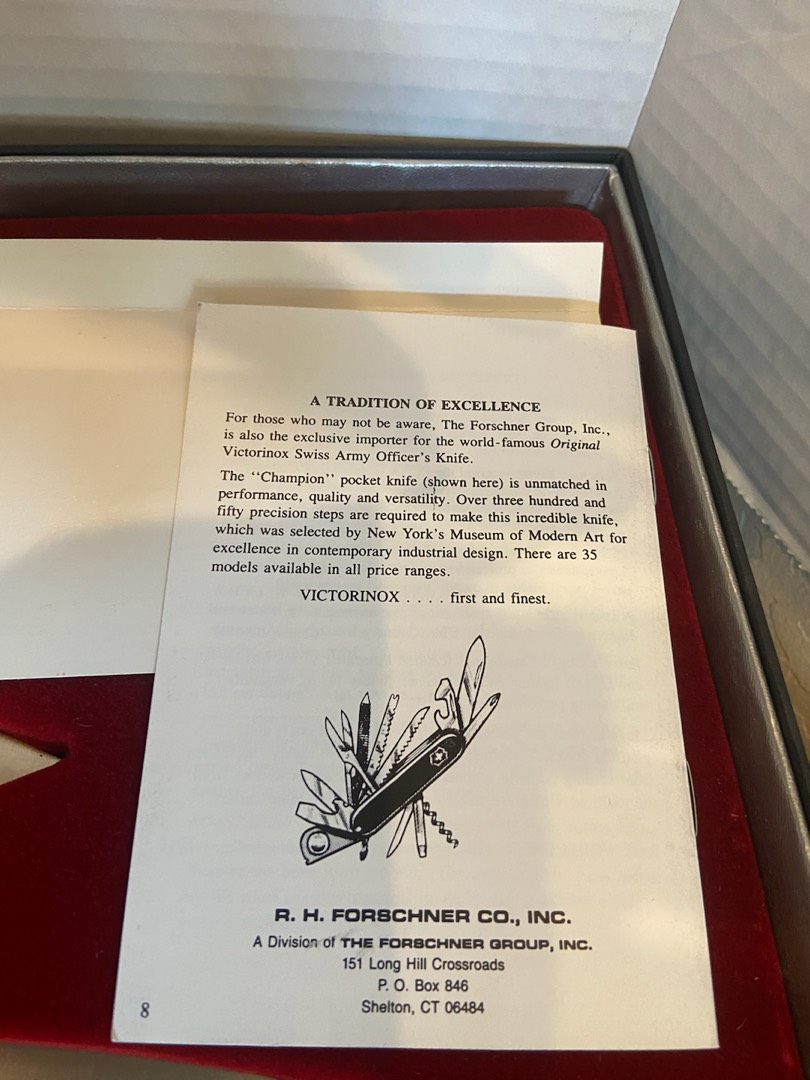 A TRADITION OF EXCELLENCE
For those who may not be aware, The Forschner Group, Inc.,
is also the exclusive importer for the world-famous Original
Victorinox Swiss Army Officer's Knife.
The ‘‘Champion’’ pocket knife (shown here) is unmatched in
performance, quality and versatility. Over three hundred and
fifty precision steps are required to make this incredible knife,
which was selected by New York's Museum of Modern Art for
excellence in contemporary industrial design. There are 35
models available in all price ranges.
VICTORINOX . . . . first and finest.
R. H. FORSCHNER CO., INC.
A Division of THE FORSCHNER GROUP, INC.
151 Long Hill Crossroads
P. O. Box 846
Shelton, CT 06484
8